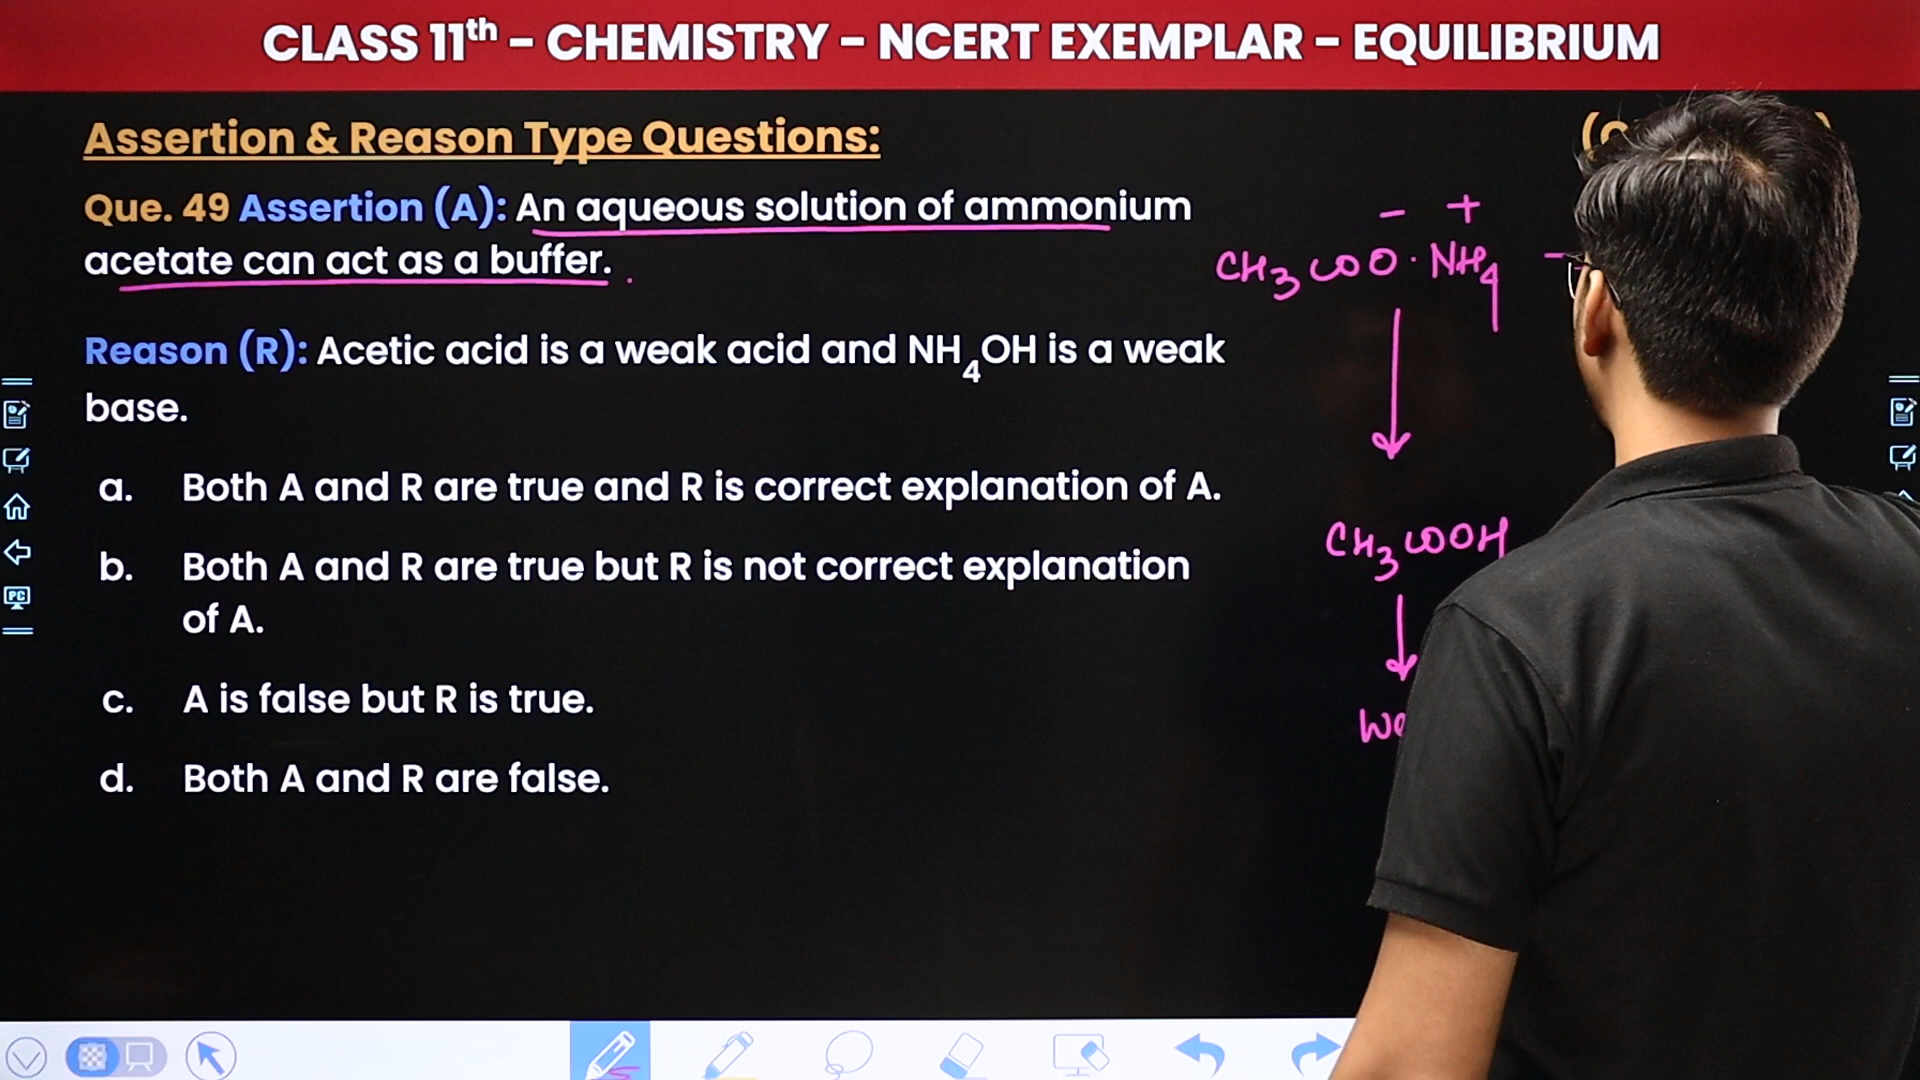 CLASS 11th - CHEMISTRY - NCERT EXEMPLAR - EQUILIBRIUM
Assertion & Reason Type Questions:
Que. 49 Assertion (A): An aqueous solution of ammonium
acetate can act as a buffer.
Reason (R): Acetic acid is a weak acid and NH4OH is a weak
base.
a. Both A and R are true and R is correct explanation of A.
b. Both A and R are true but R is not correct explanation
of A.
c. A is false but R is true.
d. Both A and R are false.
- +
CH3COO·NH4
CH3COOH
PC